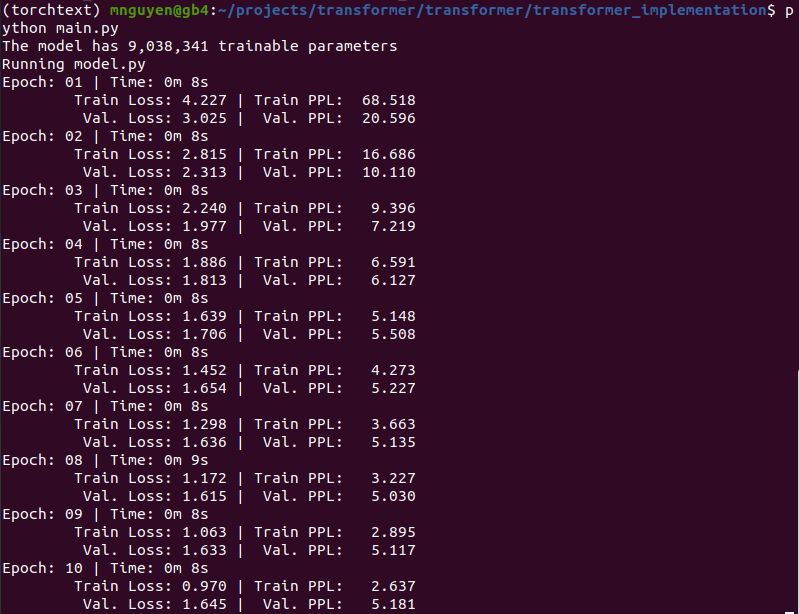 (torchtext) mnguyen@gb4:~/projects/transformer/transformer/transformer_implementation$ p
ython main.py
The model has 9,038,341 trainable parameters
Running model.py
Epoch: 01 | Time: 0m 8s
        Train Loss: 4.227 | Train PPL:  68.518
         Val. Loss: 3.025 |  Val. PPL:  20.596
Epoch: 02 | Time: 0m 8s
        Train Loss: 2.815 | Train PPL:  16.686
         Val. Loss: 2.313 |  Val. PPL:  10.110
Epoch: 03 | Time: 0m 8s
        Train Loss: 2.240 | Train PPL:   9.396
         Val. Loss: 1.977 |  Val. PPL:   7.219
Epoch: 04 | Time: 0m 8s
        Train Loss: 1.886 | Train PPL:   6.591
         Val. Loss: 1.813 |  Val. PPL:   6.127
Epoch: 05 | Time: 0m 8s
        Train Loss: 1.639 | Train PPL:   5.148
         Val. Loss: 1.706 |  Val. PPL:   5.508
Epoch: 06 | Time: 0m 8s
        Train Loss: 1.452 | Train PPL:   4.273
         Val. Loss: 1.654 |  Val. PPL:   5.227
Epoch: 07 | Time: 0m 8s
        Train Loss: 1.298 | Train PPL:   3.663
         Val. Loss: 1.636 |  Val. PPL:   5.135
Epoch: 08 | Time: 0m 9s
        Train Loss: 1.172 | Train PPL:   3.227
         Val. Loss: 1.615 |  Val. PPL:   5.030
Epoch: 09 | Time: 0m 8s
        Train Loss: 1.063 | Train PPL:   2.895
         Val. Loss: 1.633 |  Val. PPL:   5.117
Epoch: 10 | Time: 0m 8s
        Train Loss: 0.970 | Train PPL:   2.637
         Val. Loss: 1.645 |  Val. PPL:   5.181